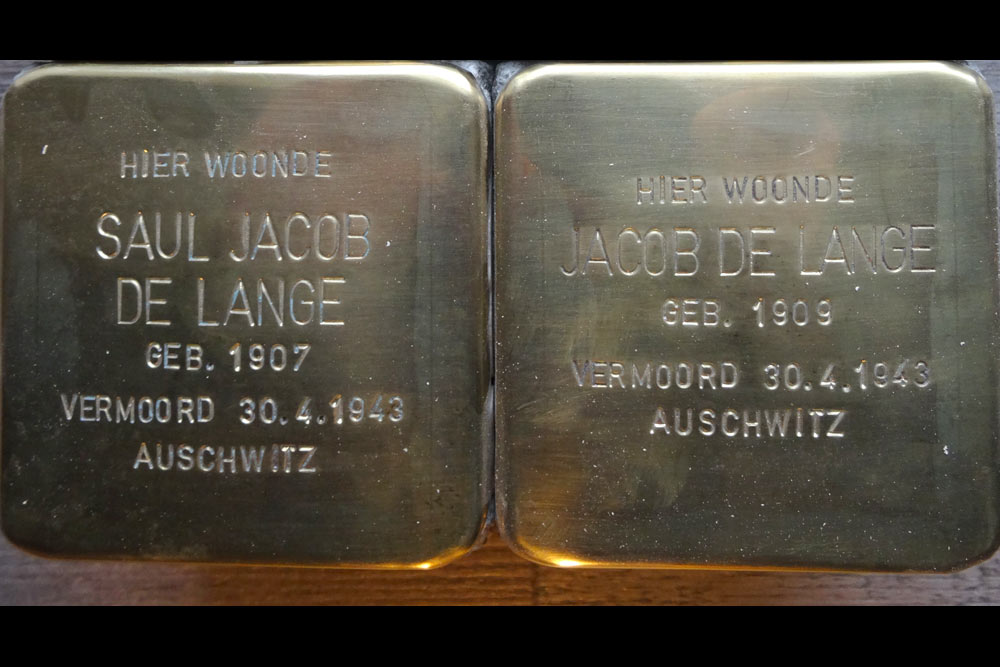 HIER WOONDE
SAUL JACOB
DE LANGE
GEB. 1907
VERMOORD 30.4.1943
AUSCHWITZ
HIER WOONDE
JACOB DE LANGE
GEB. 1909
VERMOORD 30.4.1943
AUSCHWITZ